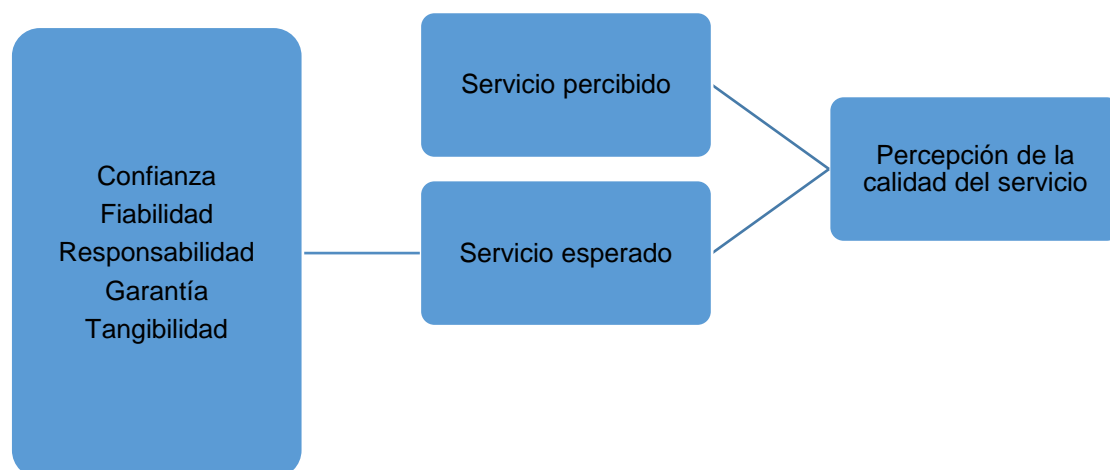 Confianza
Fiabilidad
Responsabilidad
Garantía
Tangibilidad
Servicio percibido
Servicio esperado
Percepción de la
calidad del servicio